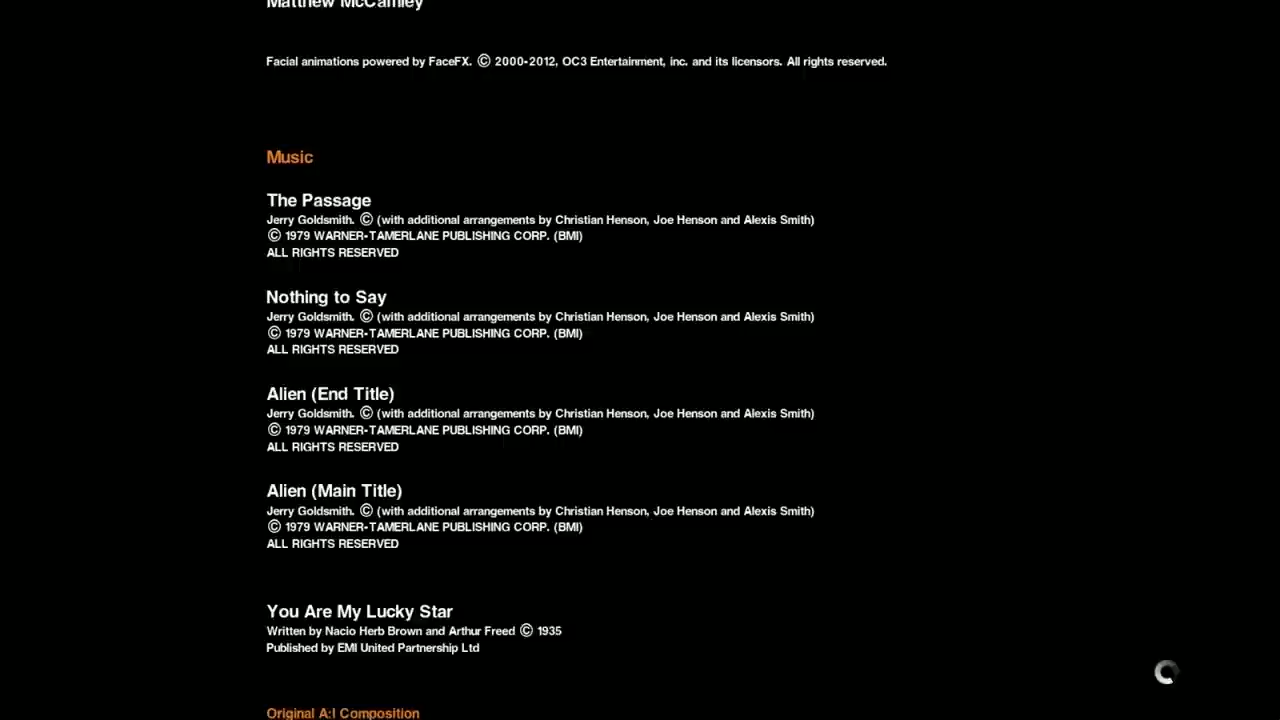 Matthew McCamley
Facial animations powered by FaceFX. © 2000-2012, OC3 Entertainment, inc. and its licensors. All rights reserved.
Music
The Passage
Jerry Goldsmith. © (with additional arrangements by Christian Henson, Joe Henson and Alexis Smith)
© 1979 WARNER-TAMERLANE PUBLISHING CORP. (BMI)
ALL RIGHTS RESERVED
Nothing to Say
Jerry Goldsmith. © (with additional arrangements by Christian Henson, Joe Henson and Alexis Smith)
© 1979 WARNER-TAMERLANE PUBLISHING CORP. (BMI)
ALL RIGHTS RESERVED
Alien (End Title)
Jerry Goldsmith. © (with additional arrangements by Christian Henson, Joe Henson and Alexis Smith)
© 1979 WARNER-TAMERLANE PUBLISHING CORP. (BMI)
ALL RIGHTS RESERVED
Alien (Main Title)
Jerry Goldsmith. © (with additional arrangements by Christian Henson, Joe Henson and Alexis Smith)
© 1979 WARNER-TAMERLANE PUBLISHING CORP. (BMI)
ALL RIGHTS RESERVED
You Are My Lucky Star
Written by Nacio Herb Brown and Arthur Freed © 1935
Published by EMI United Partnership Ltd
Original A:I Composition